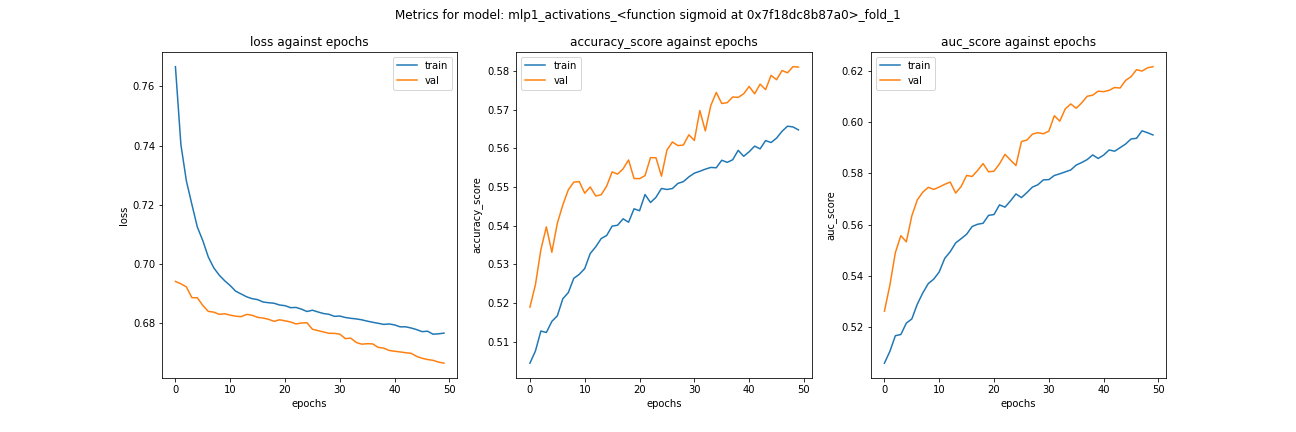 Metrics for model: mlp1_activations_<function sigmoid at 0x7f18dc8b87a0>_fold_1
loss against epochs
train
val
0.76
0.74
0.72
0.70
0.68
loss
0
10
20
30
40
50
epochs
accuracy_score against epochs
train
val
0.58
0.57
0.56
0.55
0.54
0.53
0.52
0.51
accuracy_score
0
10
20
30
40
50
epochs
auc_score against epochs
train
val
0.62
0.60
0.58
0.56
0.54
0.52
auc_score
0
10
20
30
40
50
epochs